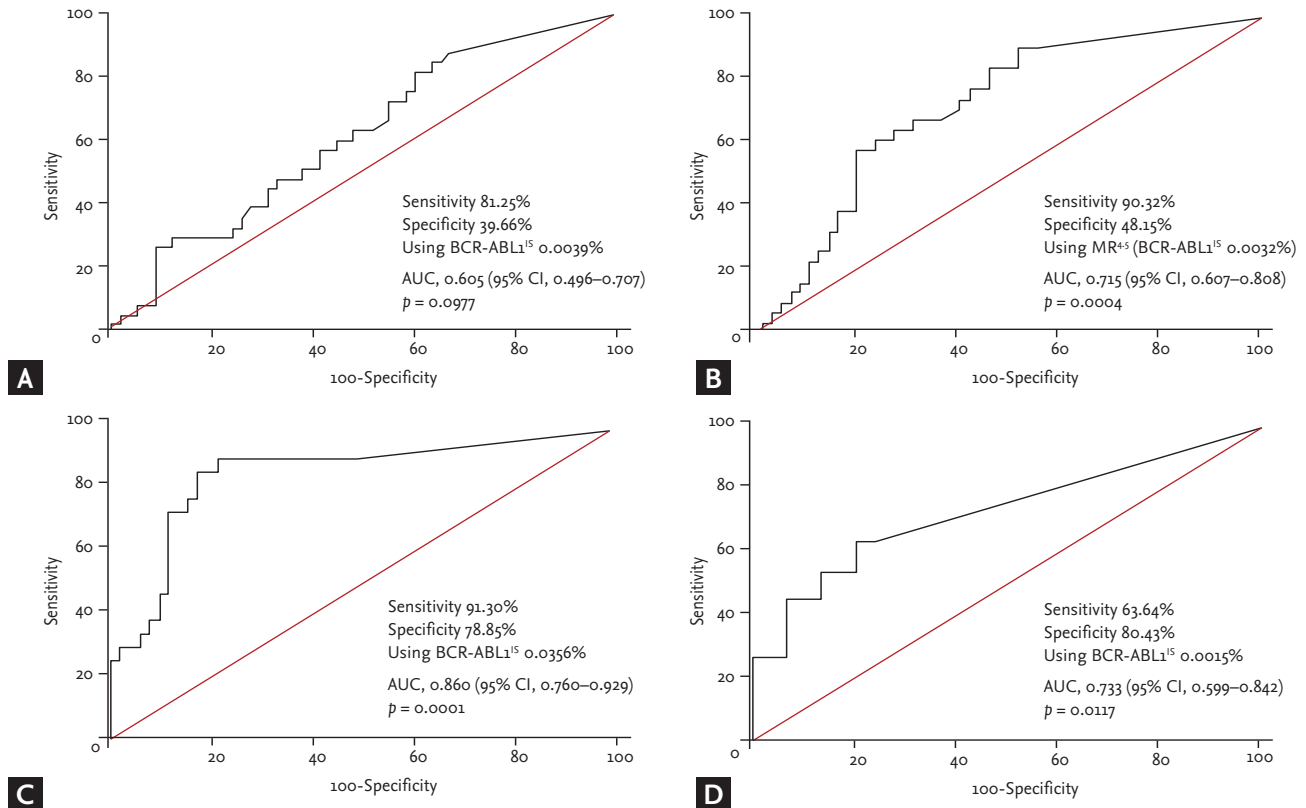 100
80
60
40
20
0
Sensitivity
20 40 60 80 100
100-Specificity
Sensitivity 81.25%
Specificity 39.66%
Using BCR-ABL1ᴵˢ 0.0039%
AUC, 0.605 (95% CI, 0.496–0.707)
p = 0.0977
A
100
80
60
40
20
0
Sensitivity
20 40 60 80 100
100-Specificity
Sensitivity 90.32%
Specificity 48.15%
Using MR⁴·⁵ (BCR-ABL1ᴵˢ 0.0032%)
AUC, 0.715 (95% CI, 0.607–0.808)
p = 0.0004
B
100
80
60
40
20
0
Sensitivity
20 40 60 80 100
100-Specificity
Sensitivity 91.30%
Specificity 78.85%
Using BCR-ABL1ᴵˢ 0.0356%
AUC, 0.860 (95% CI, 0.760–0.929)
p = 0.0001
C
100
80
60
40
20
0
Sensitivity
20 40 60 80 100
100-Specificity
Sensitivity 63.64%
Specificity 80.43%
Using BCR-ABL1ᴵˢ 0.0015%
AUC, 0.733 (95% CI, 0.599–0.842)
p = 0.0117
D